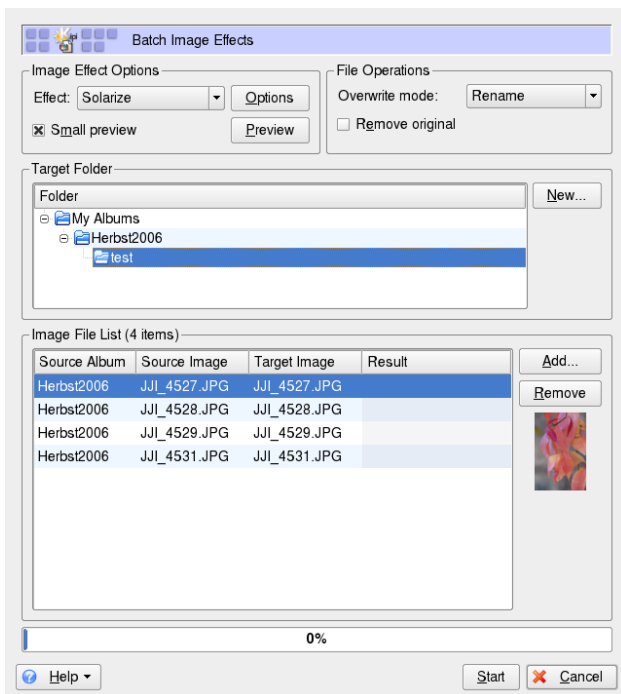 Batch Image Effects
Image Effect Options
Effect: Solarize
Options
Small preview
Preview
File Operations
Overwrite mode: Rename
Remove original
Target Folder
Folder
New...
My Albums
Herbst2006
test
Image File List (4 items)
Source Album Source Image Target Image Result
Herbst2006 JJI_4527.JPG JJI_4527.JPG
Herbst2006 JJI_4528.JPG JJI_4528.JPG
Herbst2006 JJI_4529.JPG JJI_4529.JPG
Herbst2006 JJI_4531.JPG JJI_4531.JPG
Add...
Remove
0%
Help
Start
Cancel